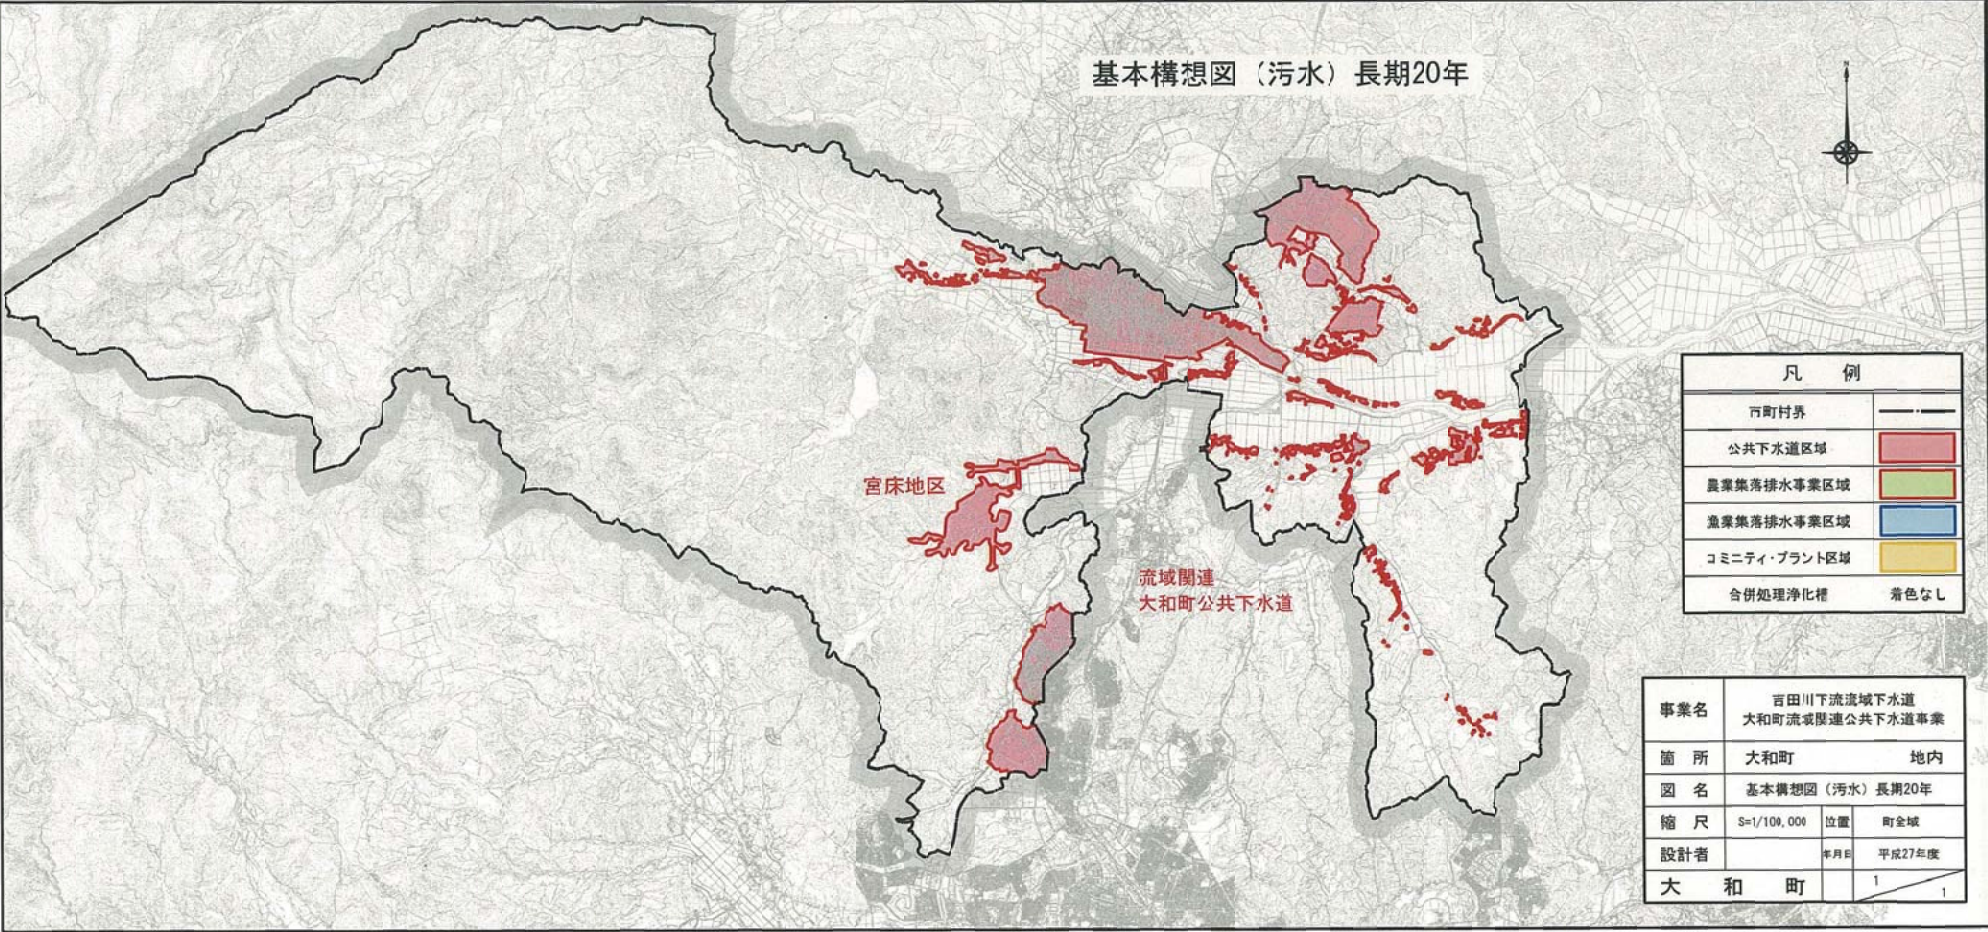 基本構想図（汚水）長期20年
N
宮床地区
流域関連
大和町公共下水道
凡 例
市町村界
公共下水道区域
農業集落排水事業区域
漁業集落排水事業区域
コミニティ・プラント区域
合併処理浄化槽 着色なし
事業名 吉田川下流流域下水道
大和町流域関連公共下水道事業
箇 所 大和町 地内
図 名 基本構想図（汚水）長期20年
縮 尺 S=1/100,000 位置 町全域
設計者 年月日 平成27年度
大 和 町 1 1